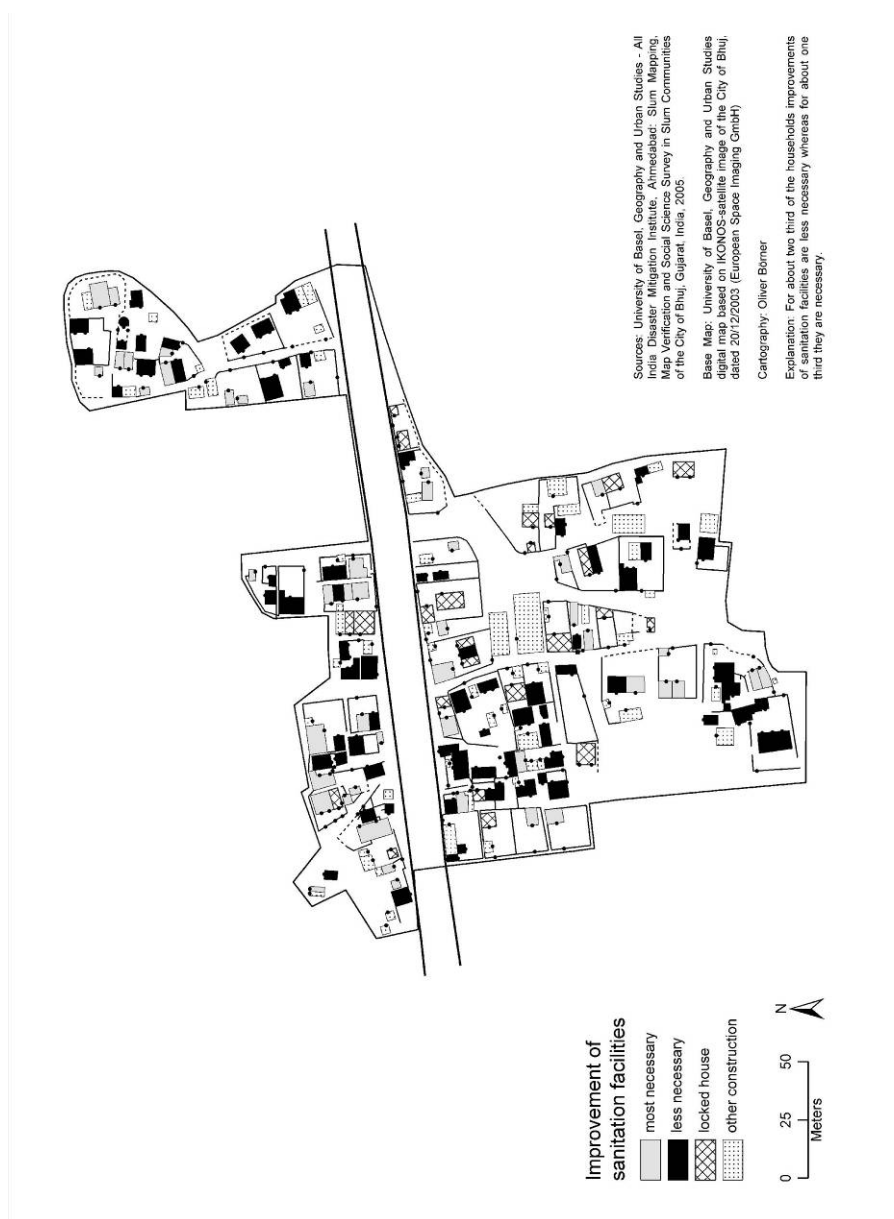 Improvement of
sanitation facilities
most necessary
less necessary
locked house
other construction
N
0 25 50
Meters
Sources: University of Basel, Geography and Urban Studies - All
India Disaster Mitigation Institute, Ahmedabad: Slum Mapping,
Map Verification and Social Science Survey in Slum Communities
of the City of Bhuj, Gujarat, India, 2005.
Base Map: University of Basel, Geography and Urban Studies
digital map based on IKONOS-satellite image of the City of Bhuj,
dated 20/12/2003 (European Space Imaging GmbH)
Cartography: Oliver Börner
Explanation: For about two third of the households improvements
of sanitation facilities are less necessary whereas for about one
third they are necessary.